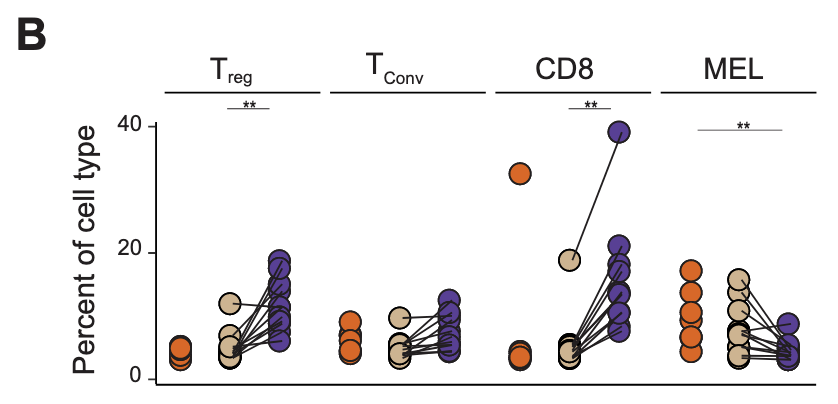 B
Treg
TConv
CD8
MEL
**
**
**
Percent of cell type
40
20
0